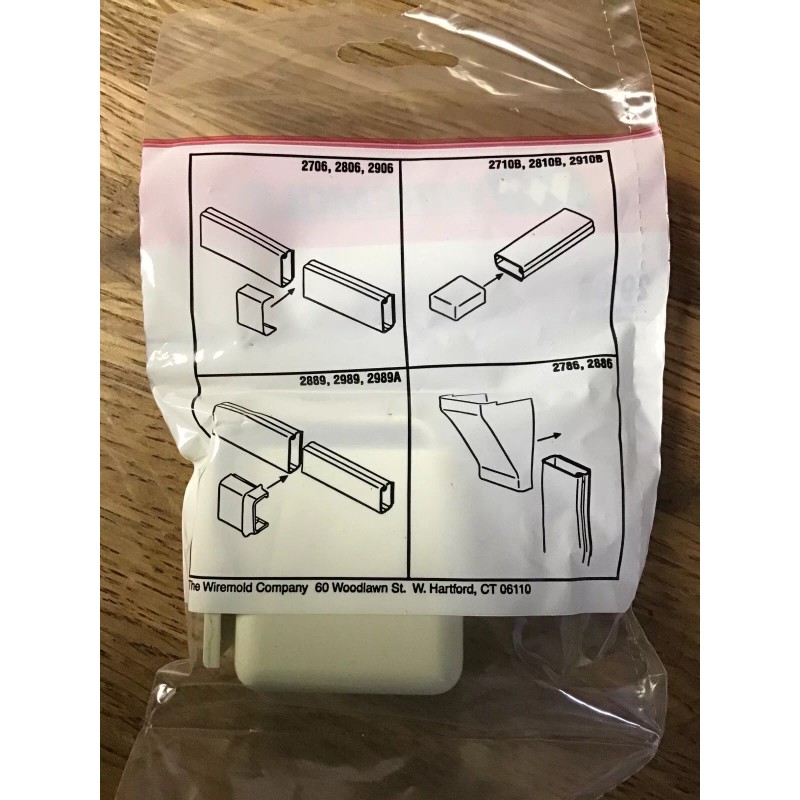 2706, 2806, 2906
2710B, 2810B, 2910B
2889, 2989, 2989A
2786, 2886
The Wiremold Company 60 Woodlawn St. W. Hartford, CT 06110